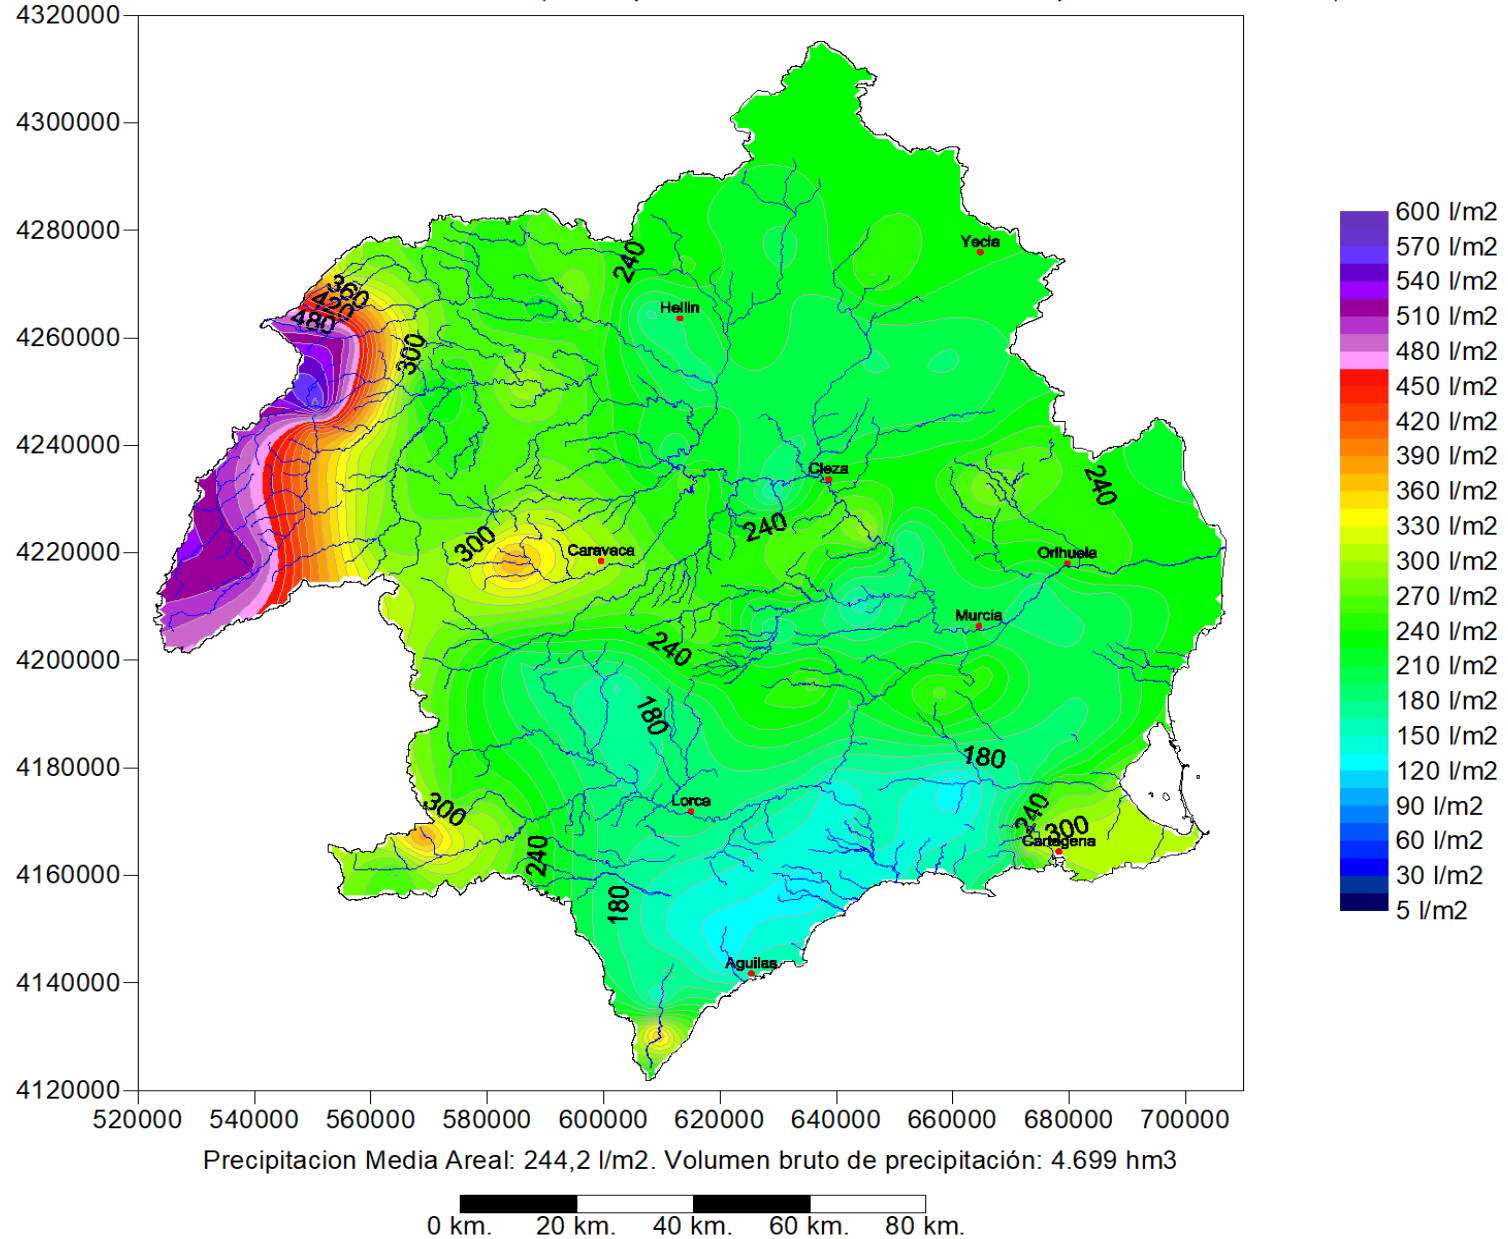 4320000
4300000
4280000
4260000
4240000
4220000
4200000
4180000
4160000
4140000
4120000
520000 540000 560000 580000 600000 620000 640000 660000 680000 700000
Yecla
240
Hellin
360
420
480
300
Cieza
240
240
300
Caravaca
Orihuela
Murcia
240
180
180
Lorca
300
240
300
Cartagena
240
180
Aguilas
600 l/m2
570 l/m2
540 l/m2
510 l/m2
480 l/m2
450 l/m2
420 l/m2
390 l/m2
360 l/m2
330 l/m2
300 l/m2
270 l/m2
240 l/m2
210 l/m2
180 l/m2
150 l/m2
120 l/m2
90 l/m2
60 l/m2
30 l/m2
5 l/m2
Precipitacion Media Areal: 244,2 l/m2. Volumen bruto de precipitación: 4.699 hm3
0 km. 20 km. 40 km. 60 km. 80 km.